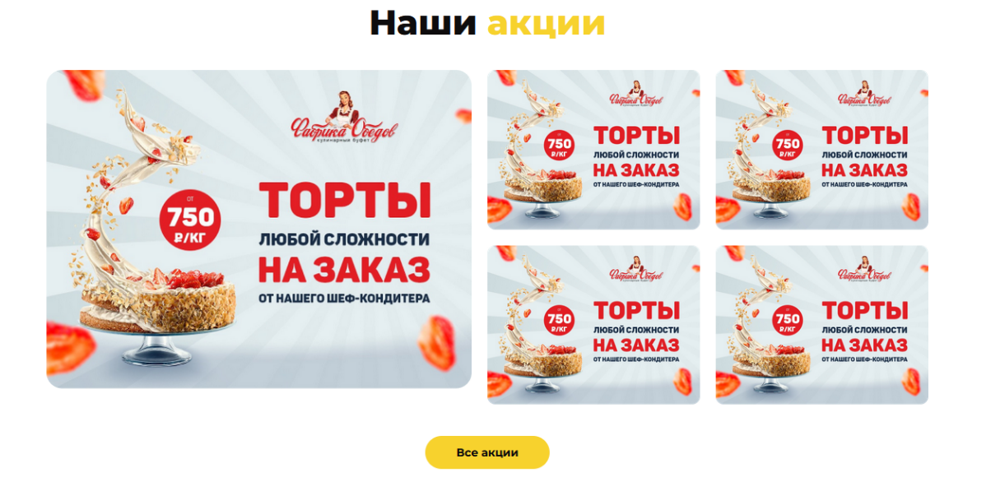 Наши акции
Фабрика Обедов
кулинарный буфет
от
750
₽/КГ
ТОРТЫ
ЛЮБОЙ СЛОЖНОСТИ
НА ЗАКАЗ
ОТ НАШЕГО ШЕФ-КОНДИТЕРА
Фабрика Обедов
кулинарный буфет
от
750
₽/КГ
ТОРТЫ
ЛЮБОЙ СЛОЖНОСТИ
НА ЗАКАЗ
ОТ НАШЕГО ШЕФ-КОНДИТЕРА
Фабрика Обедов
кулинарный буфет
от
750
₽/КГ
ТОРТЫ
ЛЮБОЙ СЛОЖНОСТИ
НА ЗАКАЗ
ОТ НАШЕГО ШЕФ-КОНДИТЕРА
Фабрика Обедов
кулинарный буфет
от
750
₽/КГ
ТОРТЫ
ЛЮБОЙ СЛОЖНОСТИ
НА ЗАКАЗ
ОТ НАШЕГО ШЕФ-КОНДИТЕРА
Фабрика Обедов
кулинарный буфет
от
750
₽/КГ
ТОРТЫ
ЛЮБОЙ СЛОЖНОСТИ
НА ЗАКАЗ
ОТ НАШЕГО ШЕФ-КОНДИТЕРА
Все акции